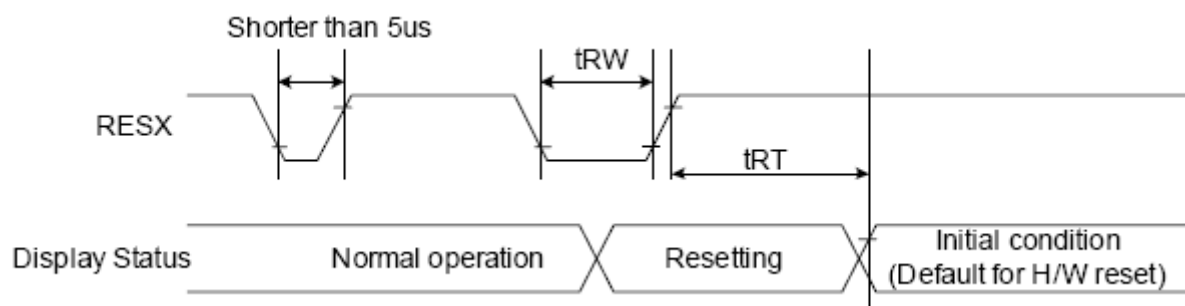 Shorter than 5us
tRW
RESX
tRT
Display Status
Normal operation
Resetting
Initial condition
(Default for H/W reset)